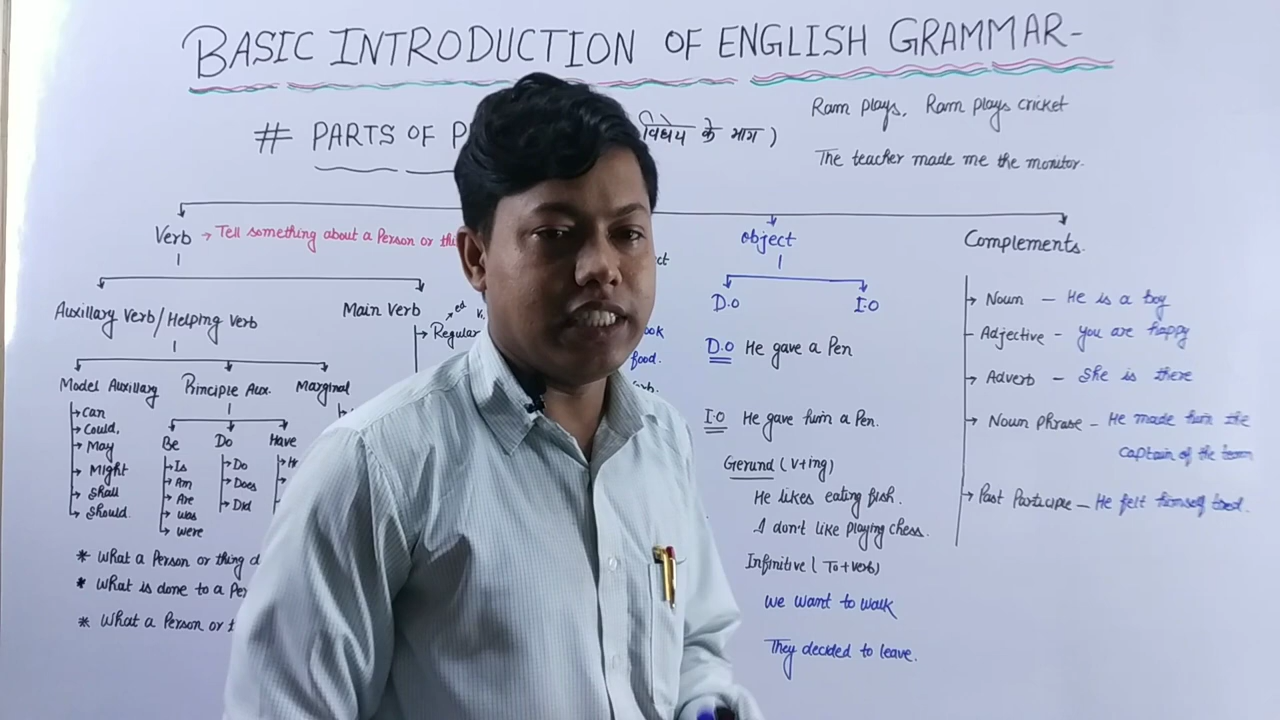 BASIC INTRODUCTION OF ENGLISH GRAMMAR-
# PARTS OF P
विधेय के भाग )
Ram plays, Ram plays cricket
The teacher made me the monitor.
Verb → Tell something about a Person or thi
Auxillary Verb/Helping Verb
Main Verb
→ Regular
ed
Model Auxillary
Principle Aux.
Marginal
→ Can
→ Could,
→ May
→ Might
→ Shall
→ Should.
Be
→ Is
→ Am
→ Are
→ was
→ were
Do
→ Do
→ Does
→ Did
Have
* What a Person or thing d
* What is done to a Per
* What a Person or t
ct
ook
food.
object
D.O
I.O
D.O He gave a Pen
I.O He gave him a Pen.
Gerund (V+ing)
He likes eating fish.
I don't like playing chess.
Infinitive ( To + verb)
We want to walk
They decided to leave.
Complements.
→ Noun - He is a boy
Adjective - you are happy
→ Adverb - She is there
→ Noun Phrase - He made him the
captain of the team
→ Past Participle - He felt himself tired.